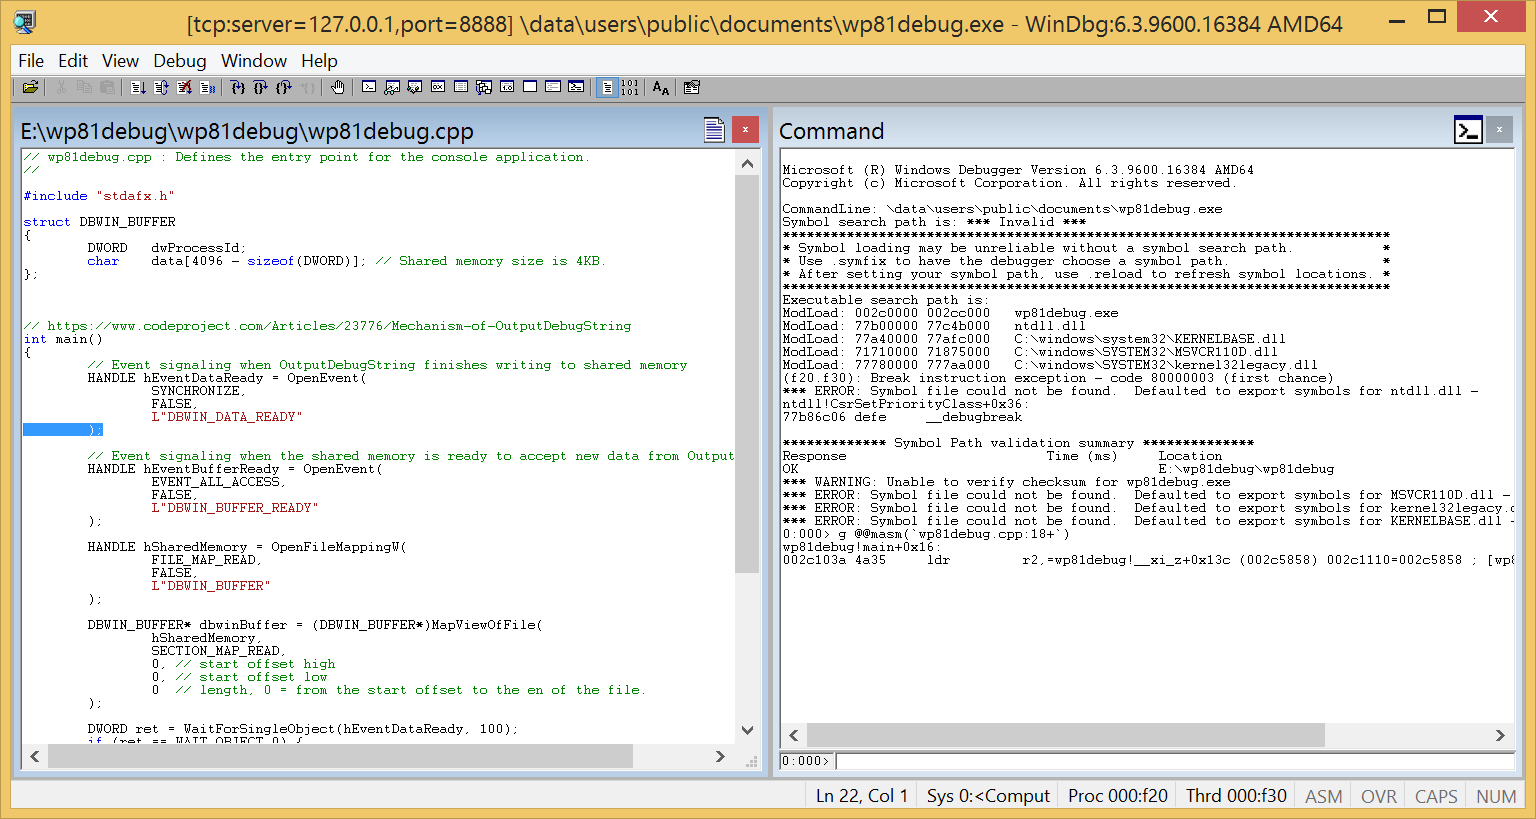 [tcp:server=127.0.0.1,port=8888] \data\users\public\documents\wp81debug.exe - WinDbg:6.3.9600.16384 AMD64
File Edit View Debug Window Help
E:\wp81debug\wp81debug\wp81debug.cpp
// wp81debug.cpp : Defines the entry point for the console application.
//
#include "stdafx.h"
struct DBWIN_BUFFER
{
DWORD dwProcessId;
char data[4096 - sizeof(DWORD)]; // Shared memory size is 4KB.
};
// https://www.codeproject.com/Articles/23776/Mechanism-of-OutputDebugString
int main()
{
// Event signaling when OutputDebugString finishes writing to shared memory
HANDLE hEventDataReady = OpenEvent(
SYNCHRONIZE,
FALSE,
L"DBWIN_DATA_READY"
);
// Event signaling when the shared memory is ready to accept new data from Output
HANDLE hEventBufferReady = OpenEvent(
EVENT_ALL_ACCESS,
FALSE,
L"DBWIN_BUFFER_READY"
);
HANDLE hSharedMemory = OpenFileMappingW(
FILE_MAP_READ,
FALSE,
L"DBWIN_BUFFER"
);
DBWIN_BUFFER* dbwinBuffer = (DBWIN_BUFFER*)MapViewOfFile(
hSharedMemory,
SECTION_MAP_READ,
0, // start offset high
0, // start offset low
0 // length, 0 = from the start offset to the en of the file.
);
DWORD ret = WaitForSingleObject(hEventDataReady, 100);
if (ret == WAIT_OBJECT_0) {
Command
Microsoft (R) Windows Debugger Version 6.3.9600.16384 AMD64
Copyright (c) Microsoft Corporation. All rights reserved.
CommandLine: \data\users\public\documents\wp81debug.exe
Symbol search path is: *** Invalid ***
****************************************************************************
* Symbol loading may be unreliable without a symbol search path. *
* Use .symfix to have the debugger choose a symbol path. *
* After setting your symbol path, use .reload to refresh symbol locations. *
****************************************************************************
Executable search path is:
ModLoad: 002c0000 002cc000 wp81debug.exe
ModLoad: 77b00000 77c4b000 ntdll.dll
ModLoad: 77a40000 77afc000 C:\windows\system32\KERNELBASE.dll
ModLoad: 71710000 71875000 C:\windows\SYSTEM32\MSVCR110D.dll
ModLoad: 77780000 777aa000 C:\windows\SYSTEM32\kernel32legacy.dll
(f20.f30): Break instruction exception - code 80000003 (first chance)
*** ERROR: Symbol file could not be found. Defaulted to export symbols for ntdll.dll -
ntdll!CsrSetPriorityClass+0x36:
77b86c06 defe __debugbreak
************* Symbol Path validation summary **************
Response Time (ms) Location
OK E:\wp81debug\wp81debug
*** WARNING: Unable to verify checksum for wp81debug.exe
*** ERROR: Symbol file could not be found. Defaulted to export symbols for MSVCR110D.dll -
*** ERROR: Symbol file could not be found. Defaulted to export symbols for kernel32legacy.d
*** ERROR: Symbol file could not be found. Defaulted to export symbols for KERNELBASE.dll -
0:000> g @@masm(`wp81debug.cpp:18+`)
wp81debug!main+0x16:
002c103a 4a35 ldr r2,=wp81debug!__xi_z+0x13c (002c5858) 002c1110=002c5858 ; [wp8
0:000>
Ln 22, Col 1 Sys 0:<Comput Proc 000:f20 Thrd 000:f30 ASM OVR CAPS NUM